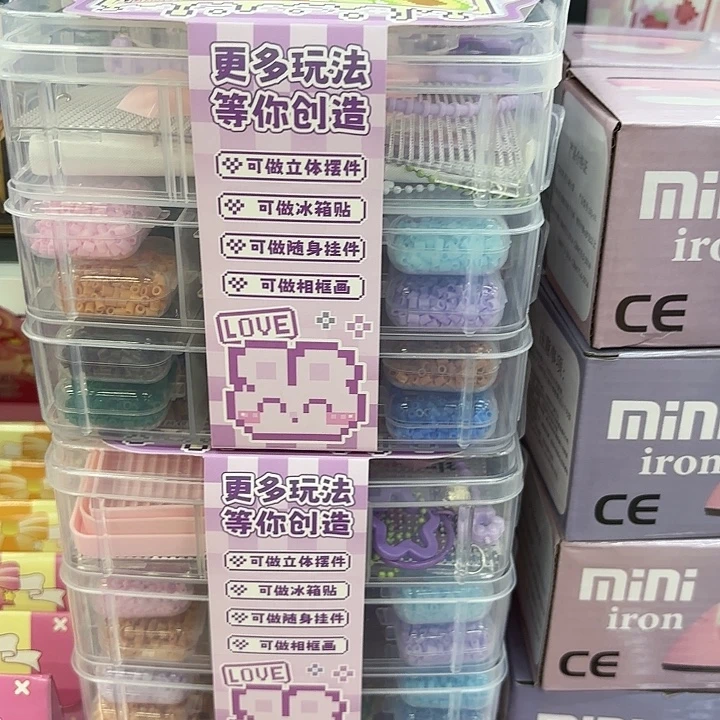 更多玩法
等你创造
可做立体摆件
可做冰箱贴
可做随身挂件
可做相框画
LOVE
更多玩法
等你创造
可做立体摆件
可做冰箱贴
可做随身挂件
可做相框画
LOVE
mi
ir
CE
min
iron
CE
mini
iron
CE